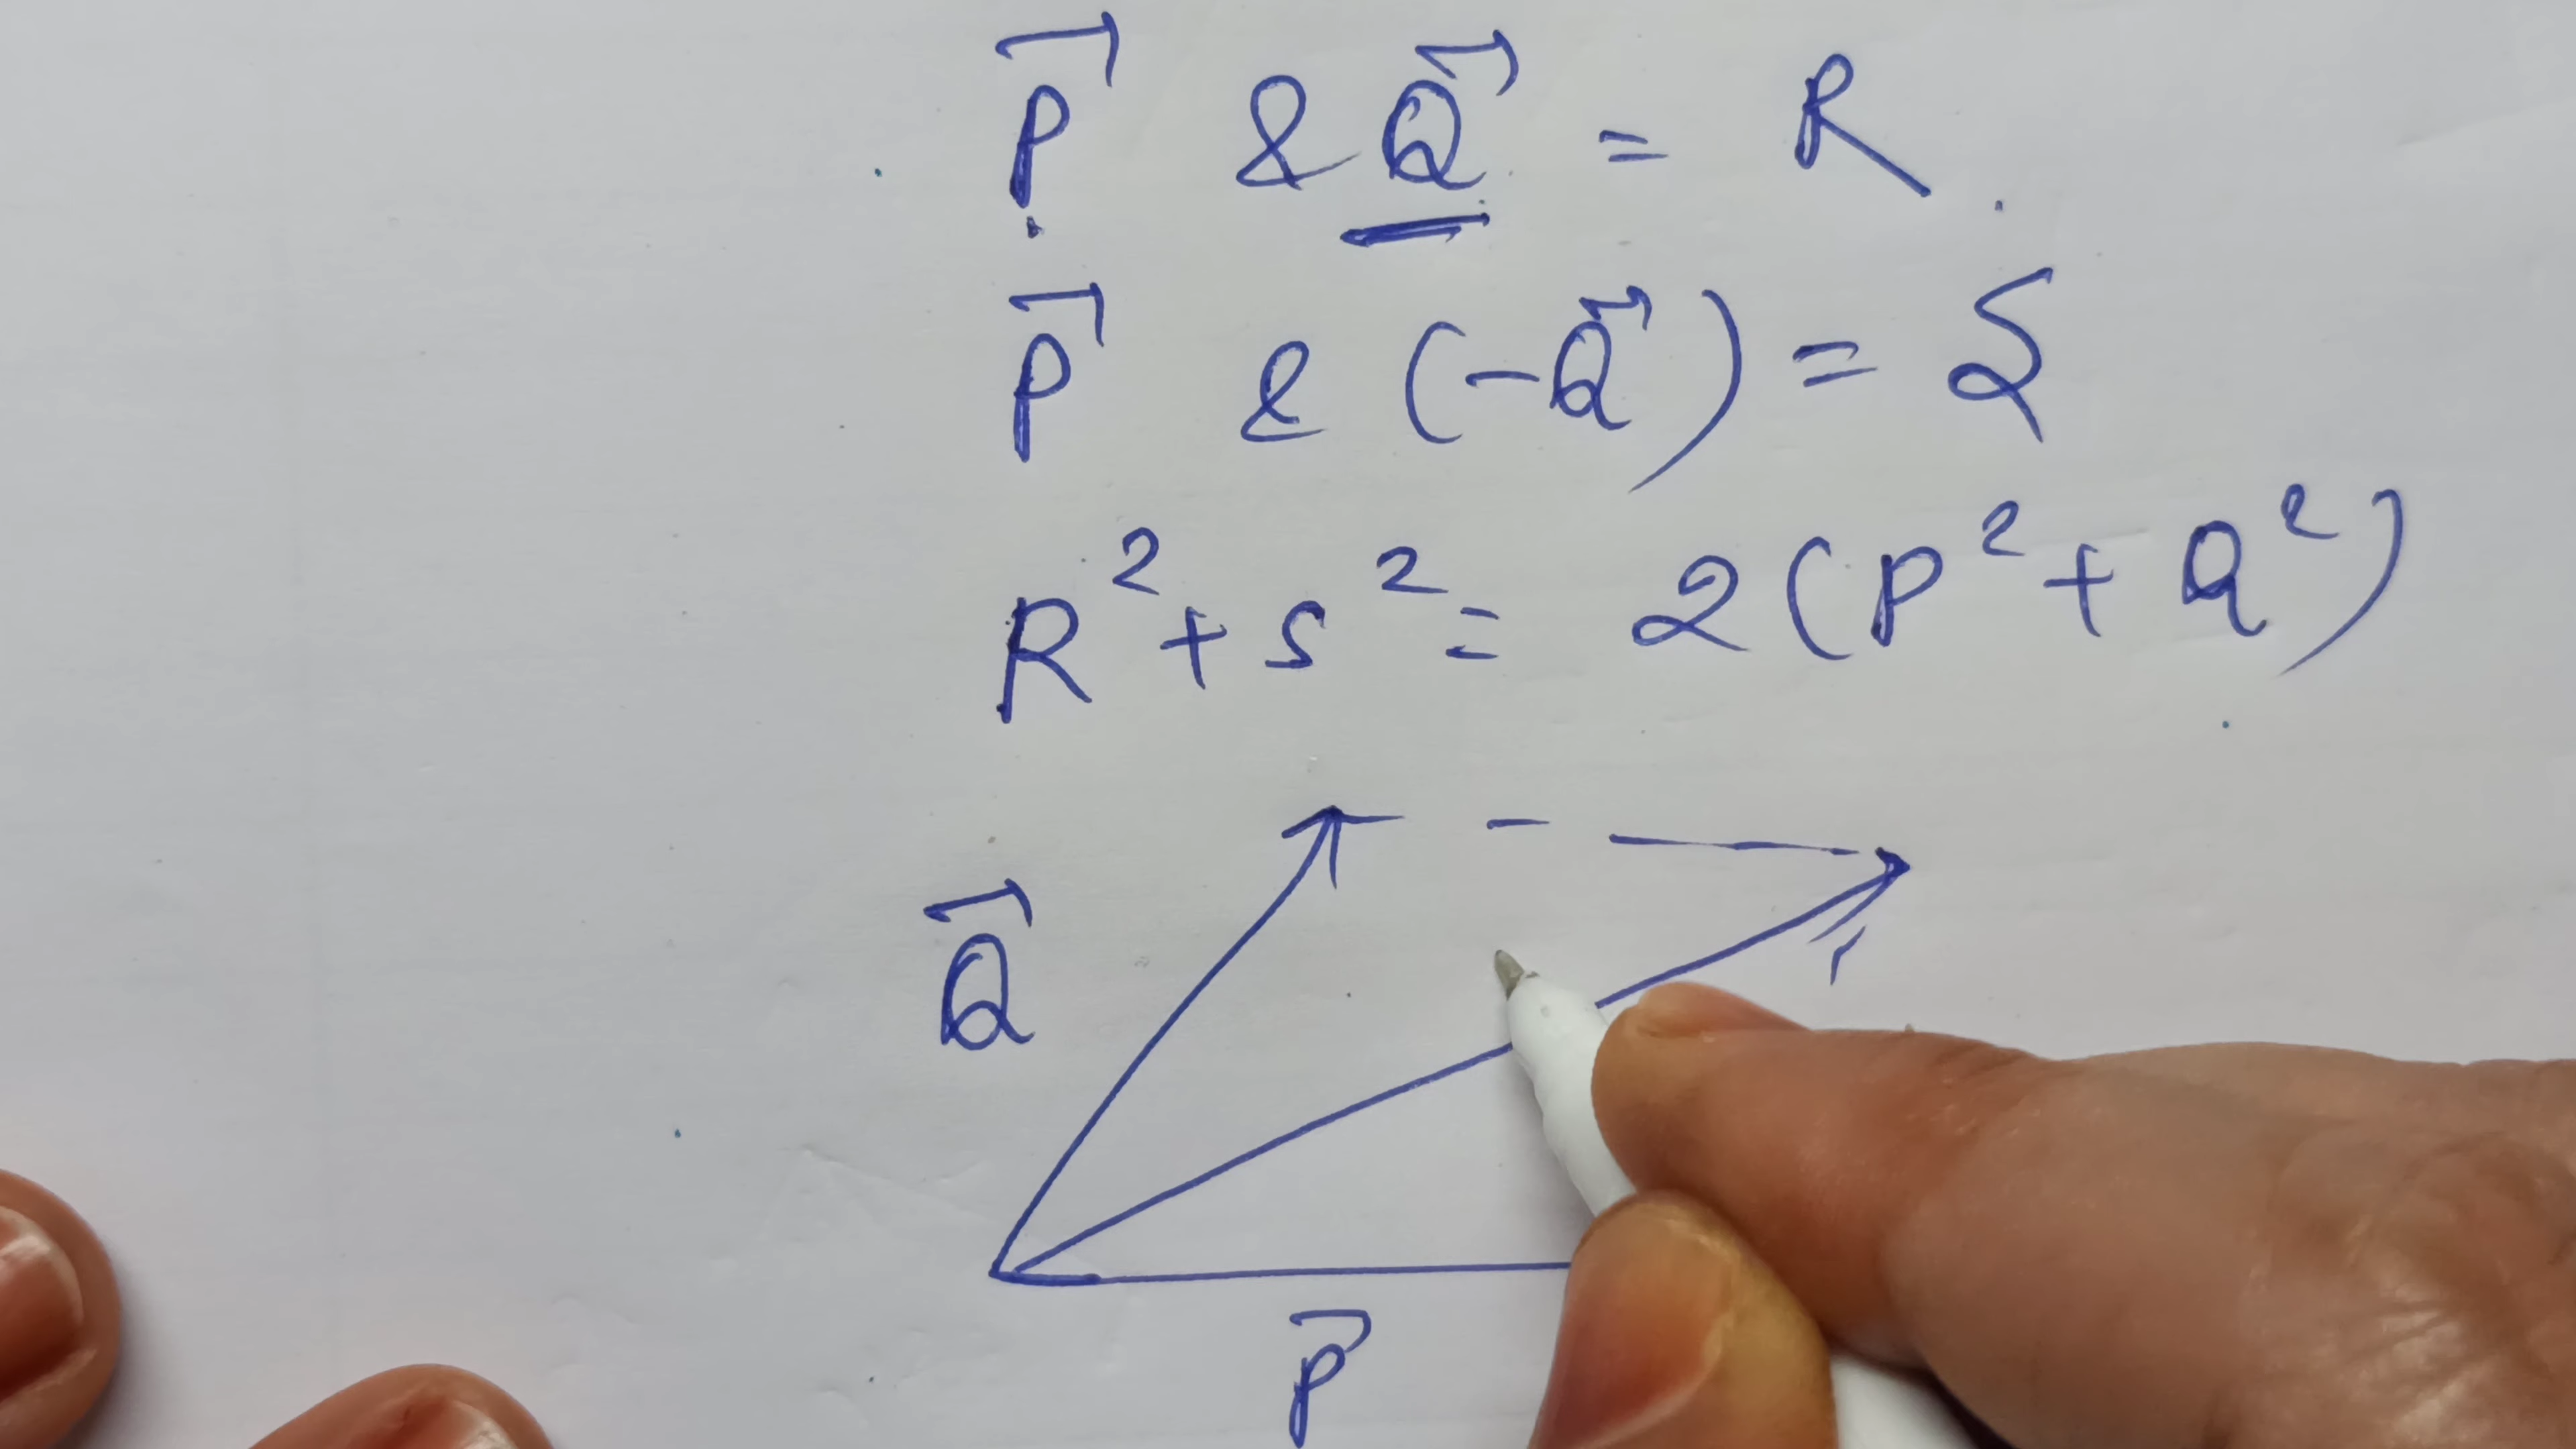 P⃗ & Q⃗ = R
P⃗ & (-Q⃗) = S
R² + S² = 2(P² + Q²)
Q⃗
P⃗